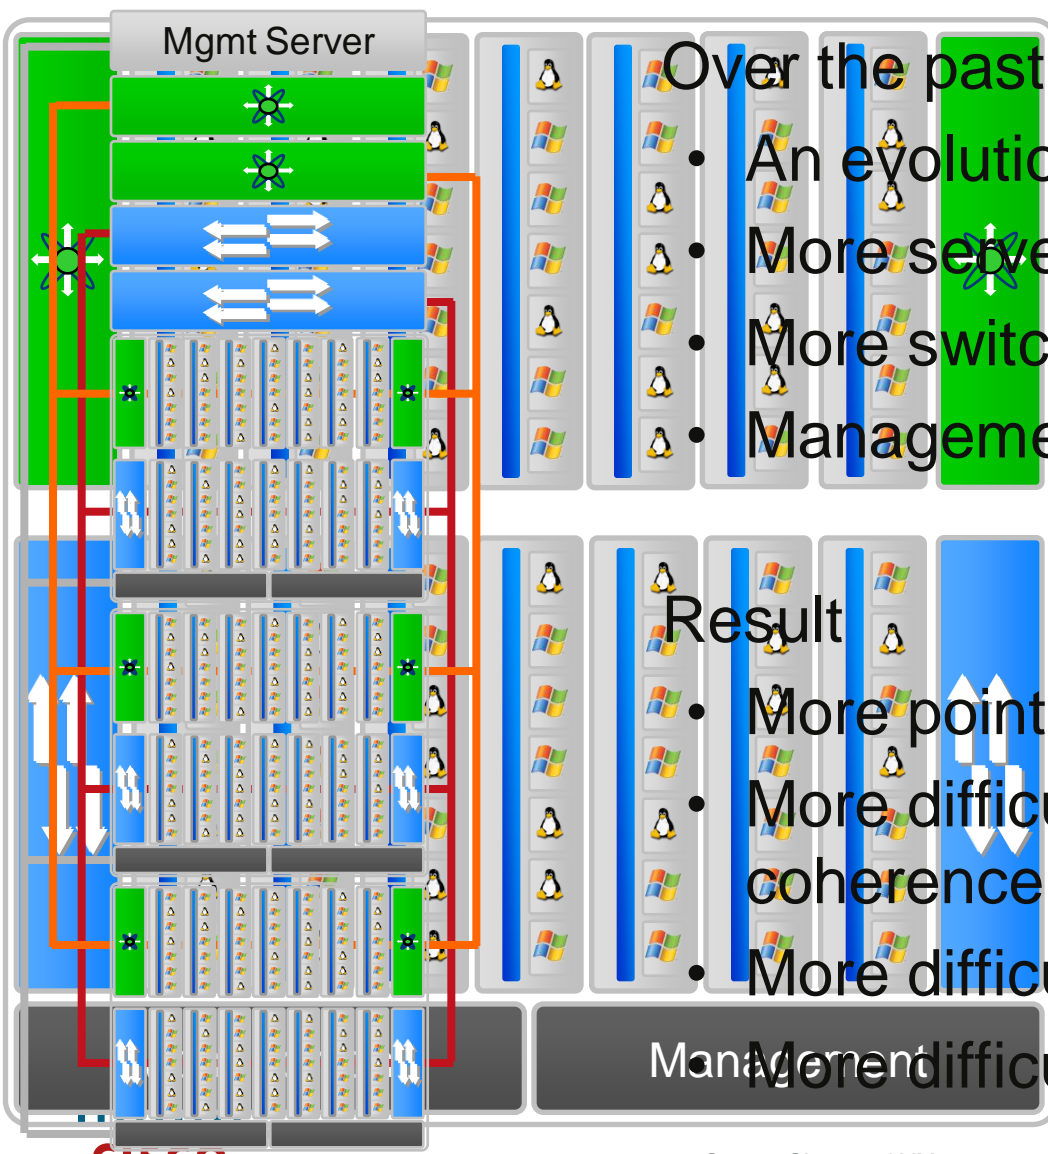 Mgmt Server
Over the past
• An evolutio
• More serve
• More switc
• Manageme
Result
• More point
• More difficu
coherence
• More difficu
• More difficu
Management